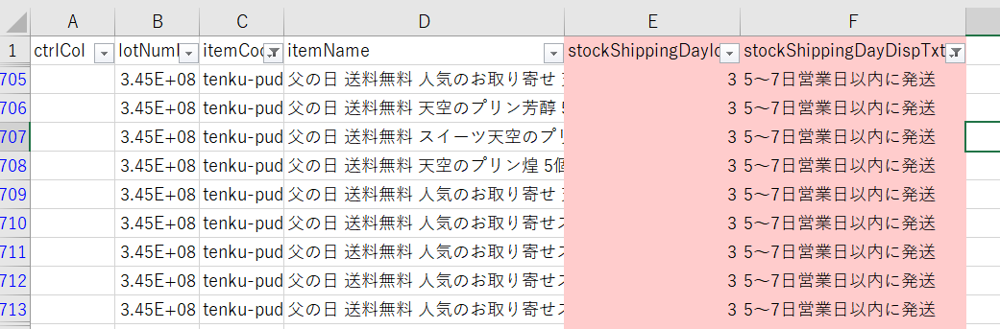 A B C D E F
1 ctrlCol lotNum itemCod itemName stockShippingDayId stockShippingDayDispTxt
705 3.45E+08 tenku-pud 父の日 送料無料 人気のお取り寄せ 3 5～7日営業日以内に発送
706 3.45E+08 tenku-pud 父の日 送料無料 天空のプリン芳醇 3 5～7日営業日以内に発送
707 3.45E+08 tenku-pud 父の日 送料無料 スイーツ天空のプリ 3 5～7日営業日以内に発送
708 3.45E+08 tenku-pud 父の日 送料無料 天空のプリン煌 5個 3 5～7日営業日以内に発送
709 3.45E+08 tenku-pud 父の日 送料無料 人気のお取り寄せ 3 5～7日営業日以内に発送
710 3.45E+08 tenku-pud 父の日 送料無料 人気のお取り寄せス 3 5～7日営業日以内に発送
711 3.45E+08 tenku-pud 父の日 送料無料 人気のお取り寄せス 3 5～7日営業日以内に発送
712 3.45E+08 tenku-pud 父の日 送料無料 人気のお取り寄せス 3 5～7日営業日以内に発送
713 3.45E+08 tenku-pud 父の日 送料無料 人気のお取り寄せス 3 5～7日営業日以内に発送